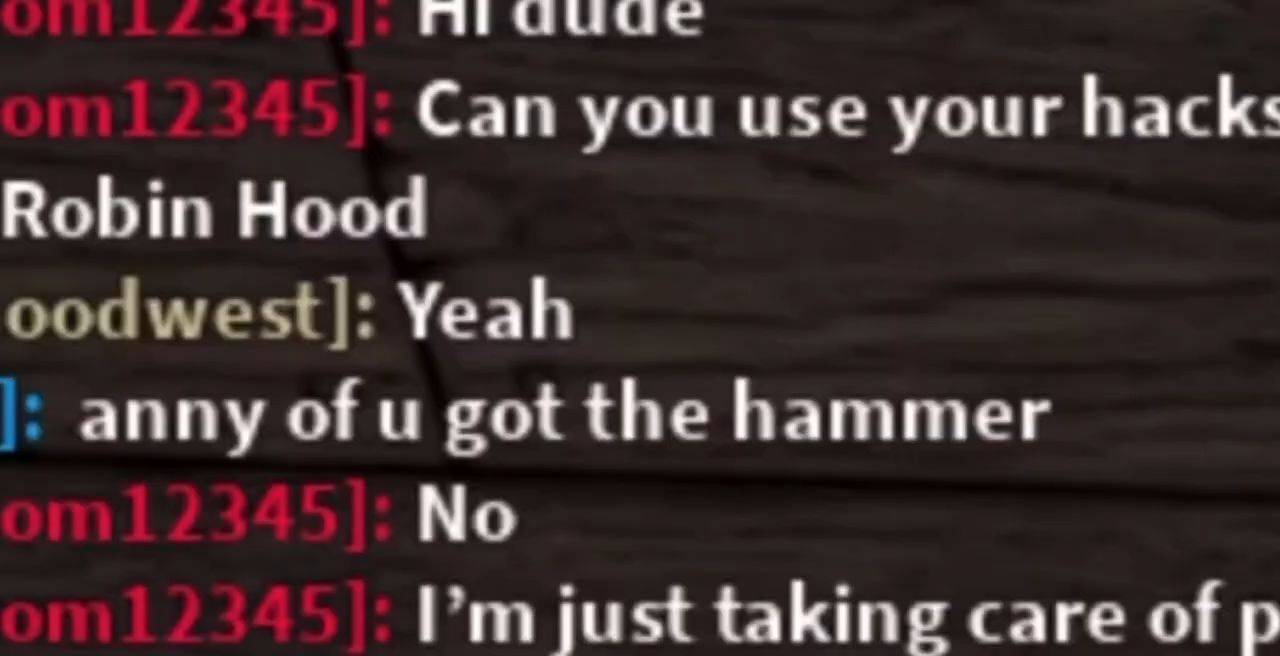 om12345]: Hi dude
om12345]: Can you use your hacks
Robin Hood
oodwest]: Yeah
]: anny of u got the hammer
om12345]: No
om12345]: I’m just taking care of p